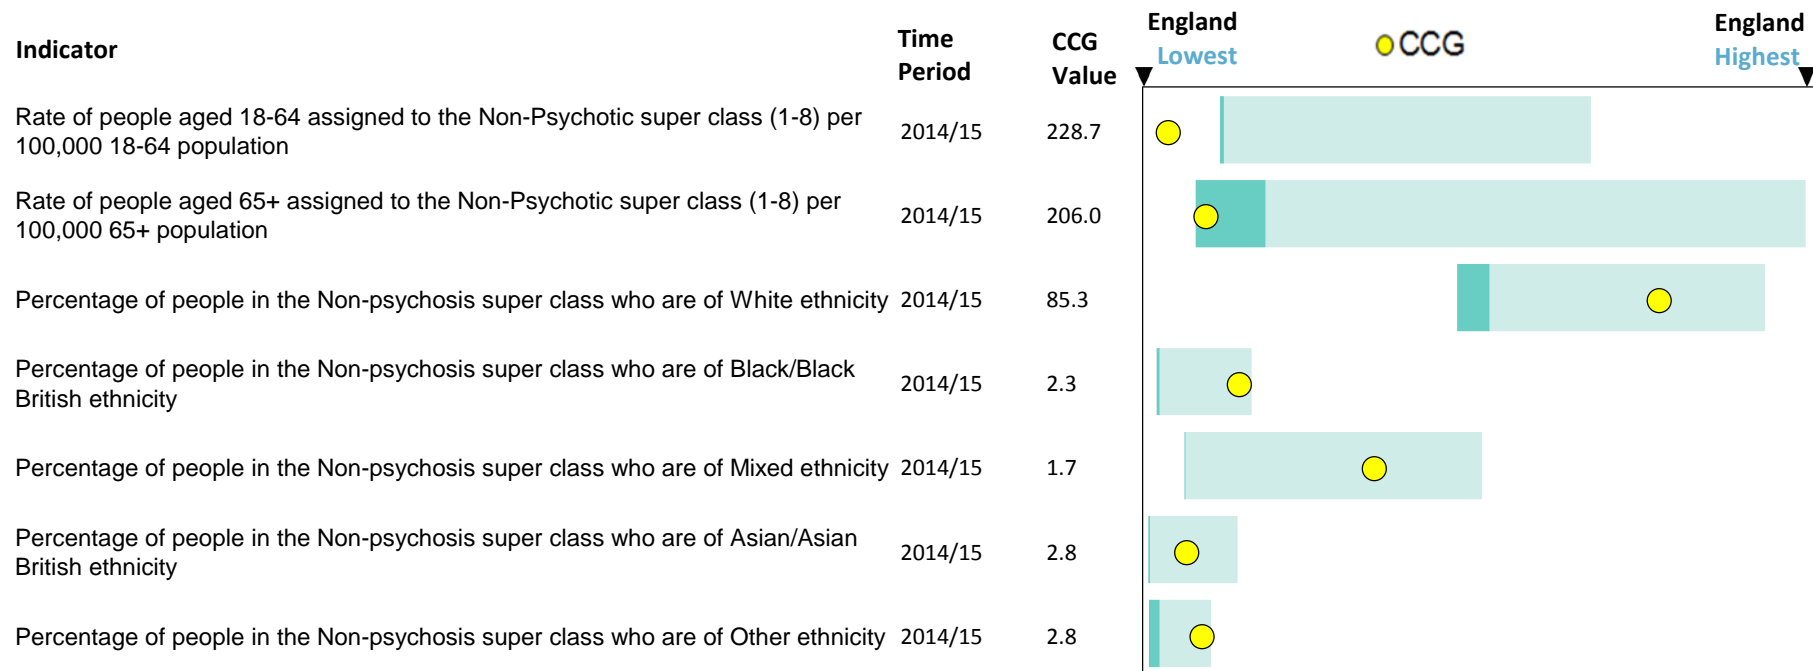 Indicator
Time Period
CCG Value
England Lowest
CCG
England Highest
Rate of people aged 18-64 assigned to the Non-Psychotic super class (1-8) per
100,000 18-64 population
2014/15
228.7
Rate of people aged 65+ assigned to the Non-Psychotic super class (1-8) per
100,000 65+ population
2014/15
206.0
Percentage of people in the Non-psychosis super class who are of White ethnicity
2014/15
85.3
Percentage of people in the Non-psychosis super class who are of Black/Black
British ethnicity
2014/15
2.3
Percentage of people in the Non-psychosis super class who are of Mixed ethnicity
2014/15
1.7
Percentage of people in the Non-psychosis super class who are of Asian/Asian
British ethnicity
2014/15
2.8
Percentage of people in the Non-psychosis super class who are of Other ethnicity
2014/15
2.8